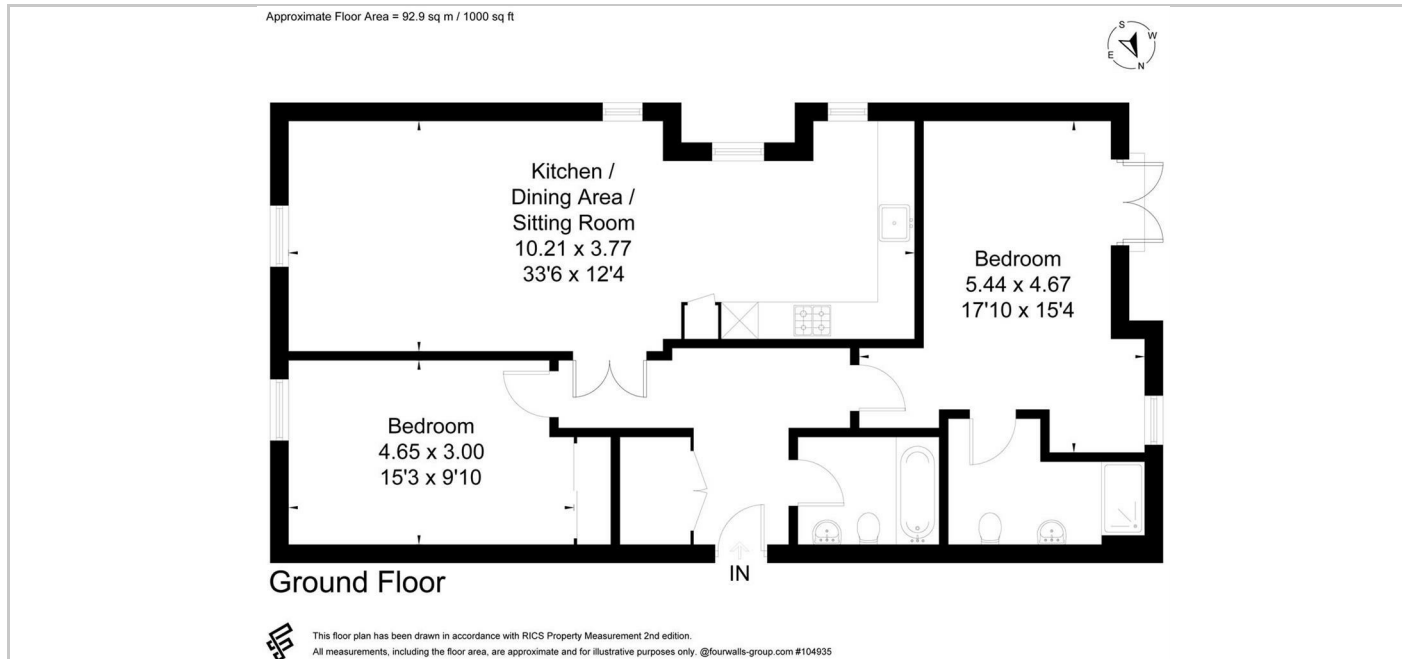 Approximate Floor Area = 92.9 sq m / 1000 sq ft
S
W
E
N
Kitchen /
Dining Area /
Sitting Room
10.21 x 3.77
33'6 x 12'4
Bedroom
5.44 x 4.67
17'10 x 15'4
Bedroom
4.65 x 3.00
15'3 x 9'10
IN
Ground Floor
This floor plan has been drawn in accordance with RICS Property Measurement 2nd edition.
All measurements, including the floor area, are approximate and for illustrative purposes only. @fourwalls-group.com #104935